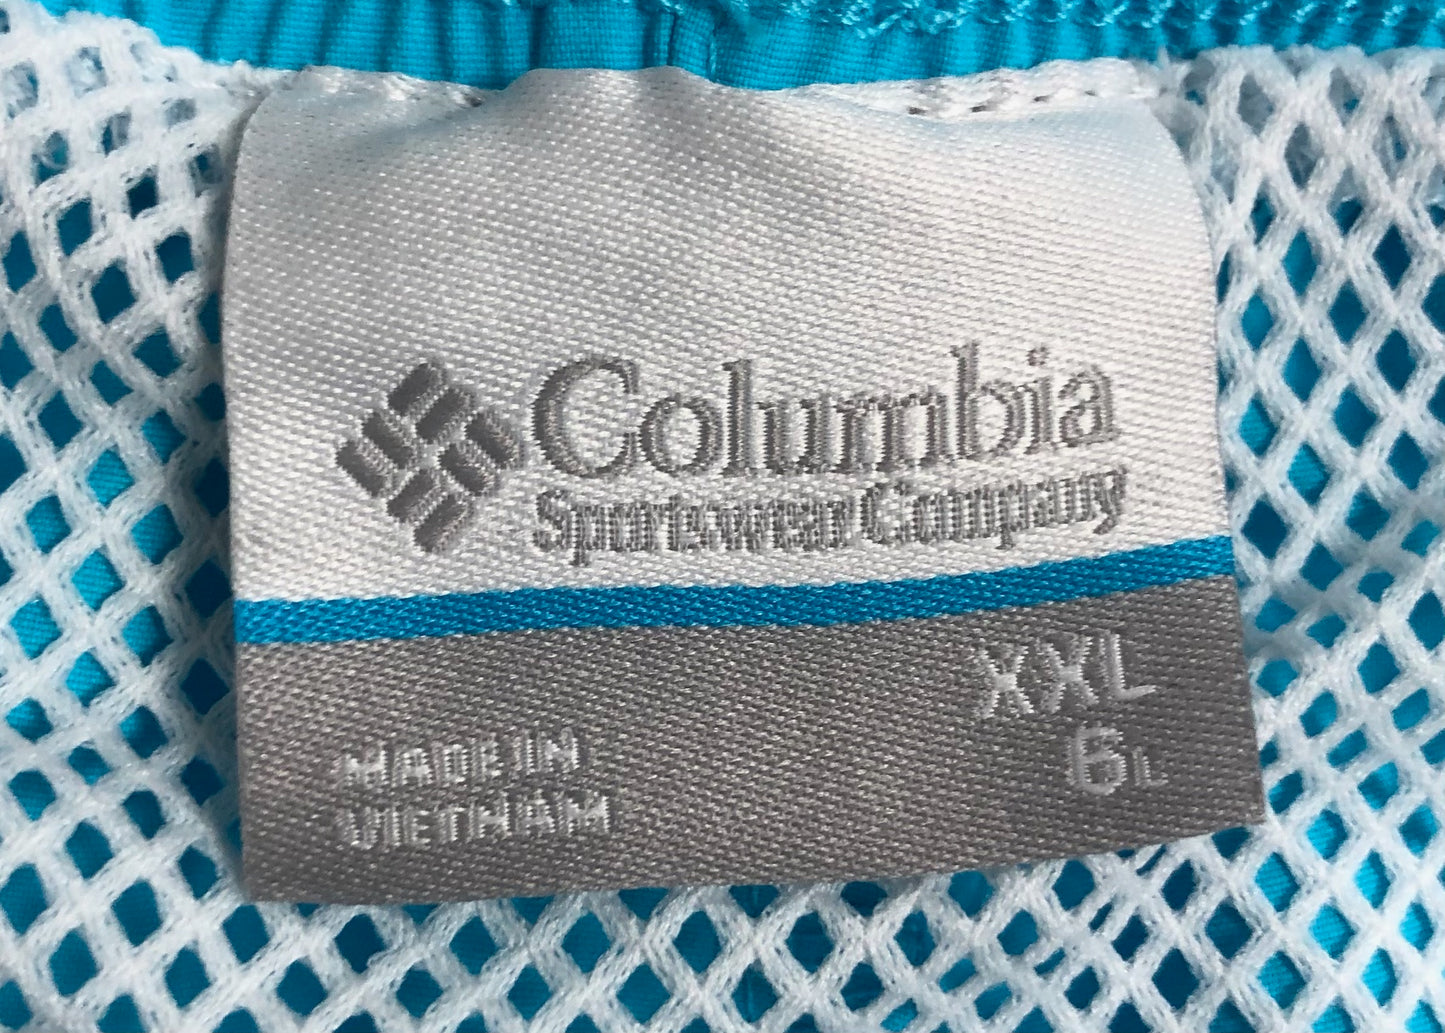 Columbia
Sportswear Company
XXL
6L
MADE IN
VIETNAM